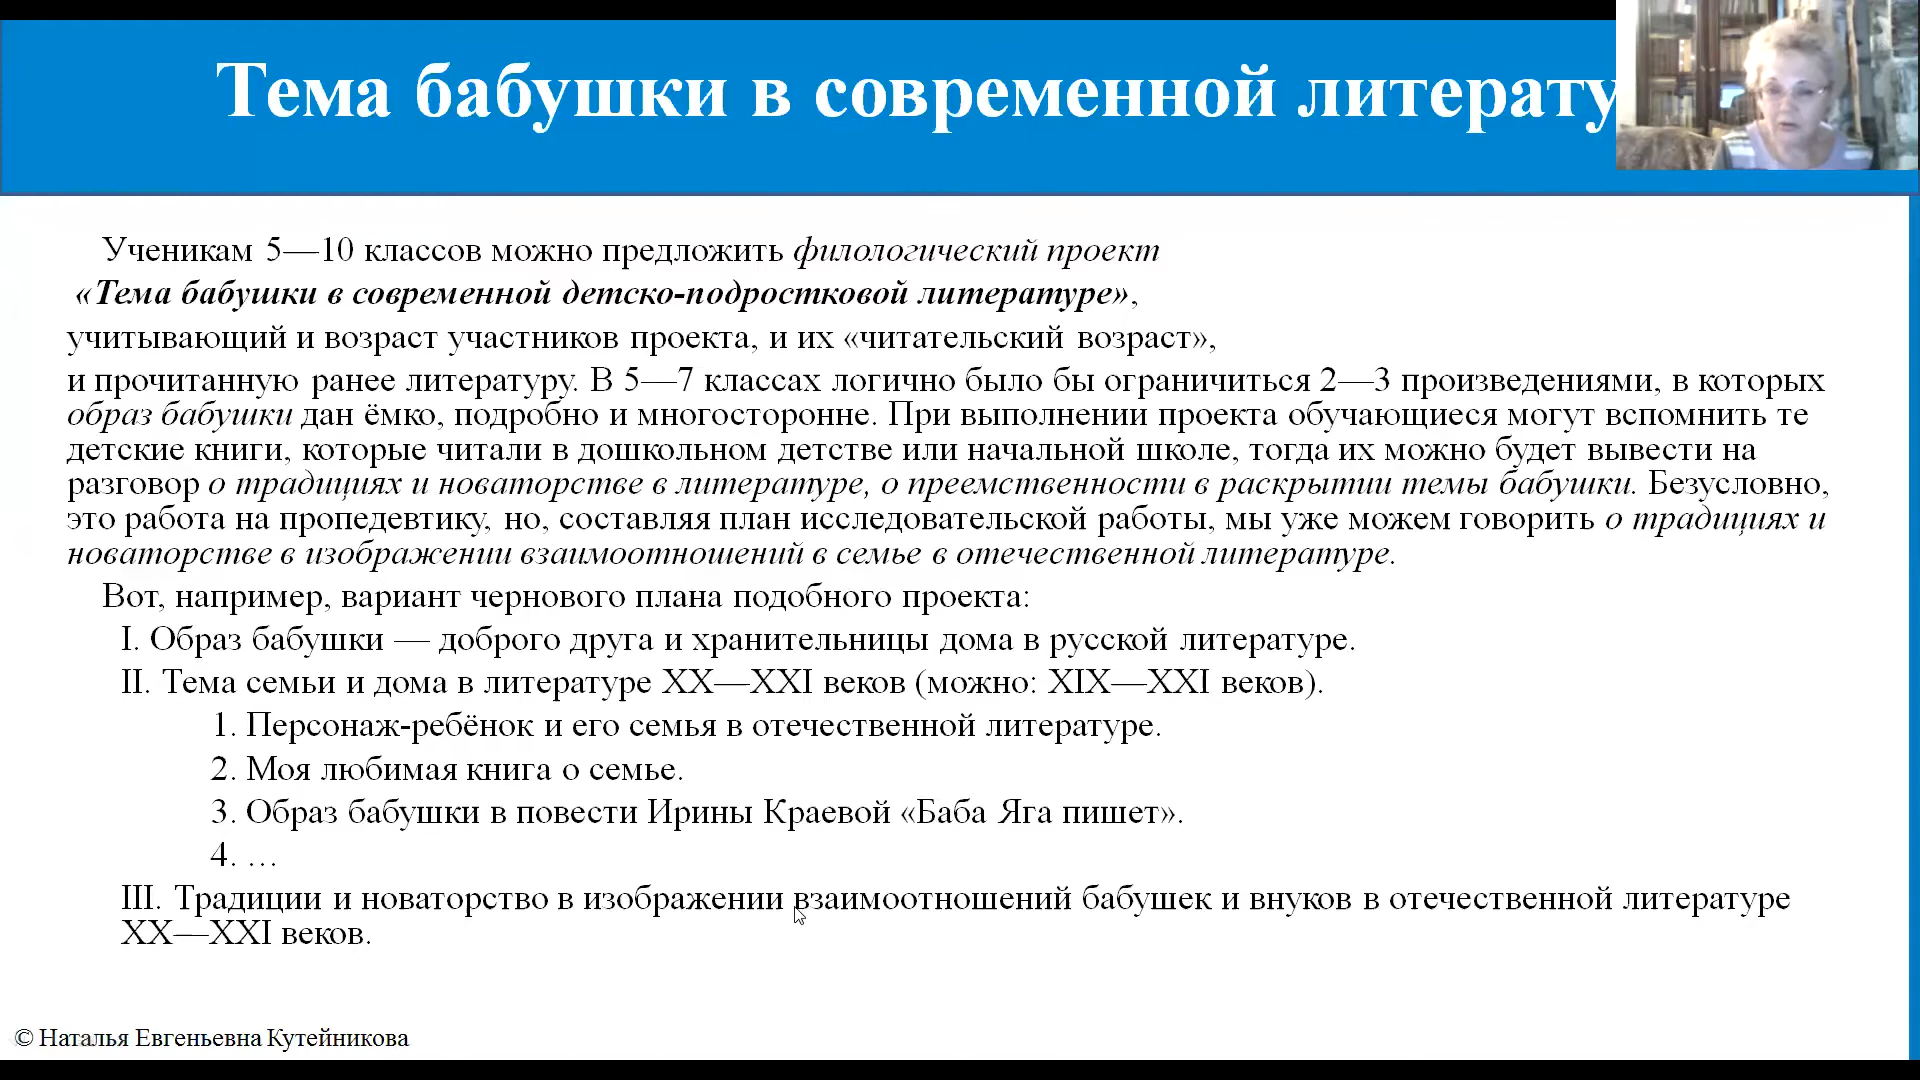 Тема бабушки в современной литерату
Ученикам 5—10 классов можно предложить филологический проект
«Тема бабушки в современной детско-подростковой литературе»,
учитывающий и возраст участников проекта, и их «читательский возраст»,
и прочитанную ранее литературу. В 5—7 классах логично было бы ограничиться 2—3 произведениями, в которых
образ бабушки дан ёмко, подробно и многосторонне. При выполнении проекта обучающиеся могут вспомнить те
детские книги, которые читали в дошкольном детстве или начальной школе, тогда их можно будет вывести на
разговор о традициях и новаторстве в литературе, о преемственности в раскрытии темы бабушки. Безусловно,
это работа на пропедевтику, но, составляя план исследовательской работы, мы уже можем говорить о традициях и
новаторстве в изображении взаимоотношений в семье в отечественной литературе.
Вот, например, вариант чернового плана подобного проекта:
I. Образ бабушки — доброго друга и хранительницы дома в русской литературе.
II. Тема семьи и дома в литературе XX—XXI веков (можно: XIX—XXI веков).
1. Персонаж-ребёнок и его семья в отечественной литературе.
2. Моя любимая книга о семье.
3. Образ бабушки в повести Ирины Краевой «Баба Яга пишет».
4. …
III. Традиции и новаторство в изображении взаимоотношений бабушек и внуков в отечественной литературе
XX—XXI веков.
© Наталья Евгеньевна Кутейникова